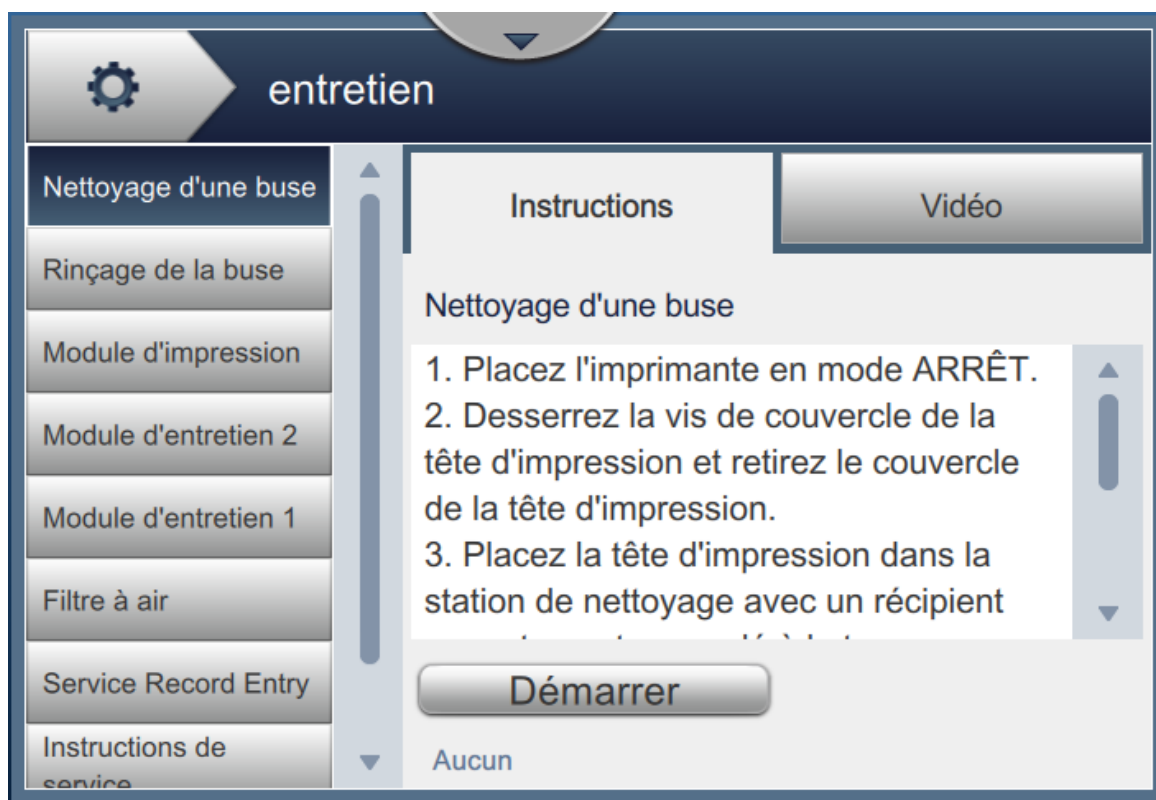 entretien
Nettoyage d'une buse
Rinçage de la buse
Module d'impression
Module d'entretien 2
Module d'entretien 1
Filtre à air
Service Record Entry
Instructions de
service
Instructions
Vidéo
Nettoyage d'une buse
1. Placez l'imprimante en mode ARRÊT.
2. Desserrez la vis de couvercle de la
tête d'impression et retirez le couvercle
de la tête d'impression.
3. Placez la tête d'impression dans la
station de nettoyage avec un récipient
Démarrer
Aucun